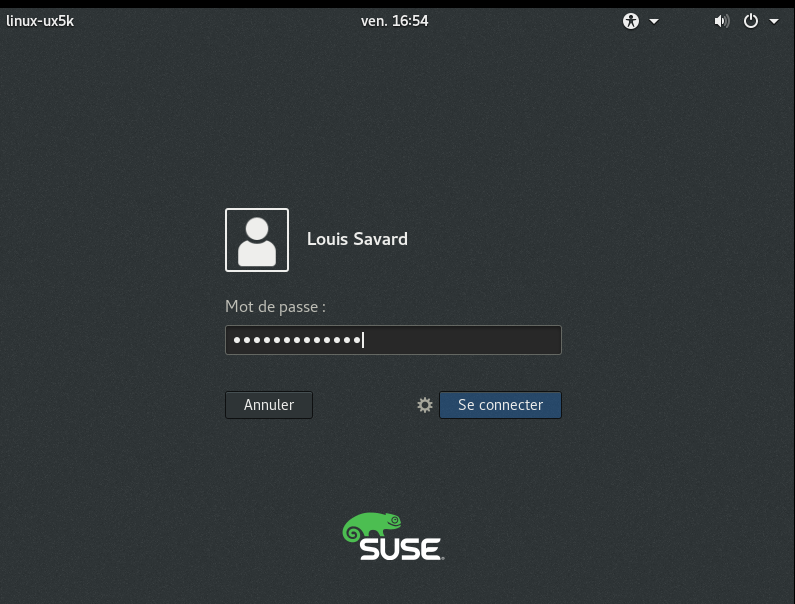 linux-ux5k
ven. 16:54
Louis Savard
Mot de passe :
●●●●●●●●●●●●●
Annuler
Se connecter
SUSE